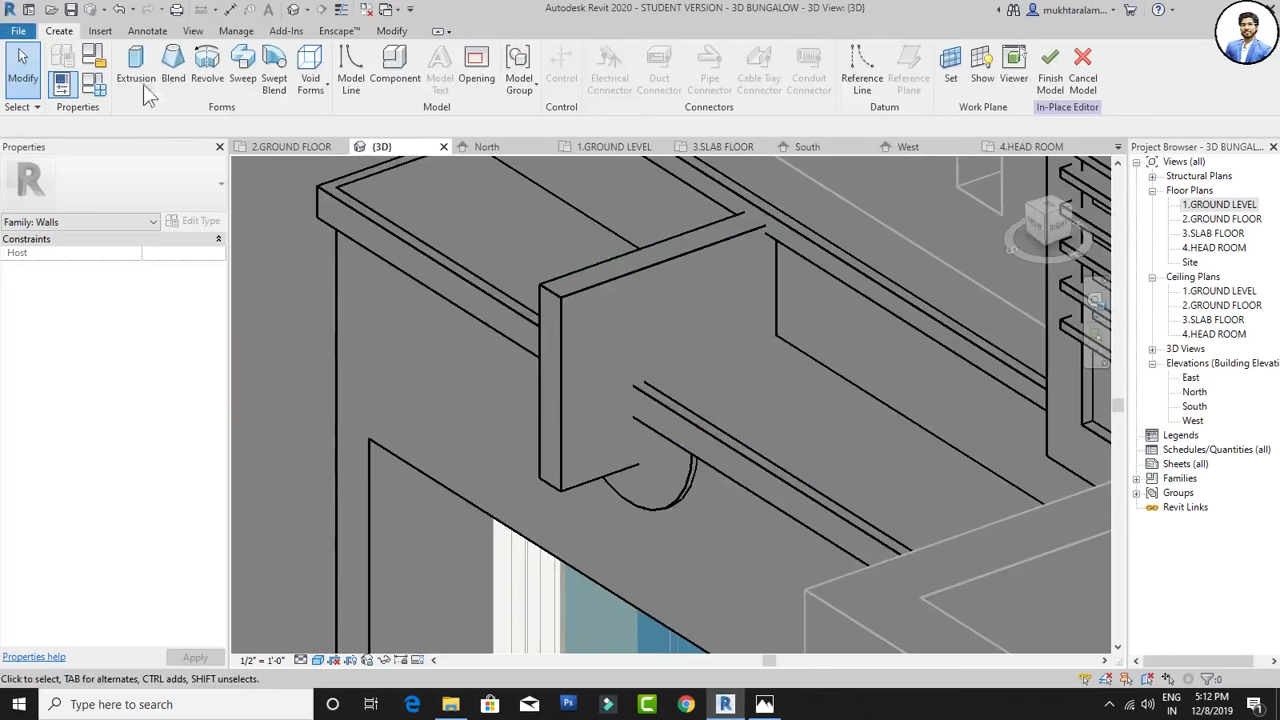 Autodesk Revit 2020 - STUDENT VERSION - 3D BUNGALOW - 3D View: {3D}
mukhtaralam...
File Create Insert Annotate View Manage Add-Ins Enscape™ Modify
Modify Extrusion Blend Revolve Sweep Swept Blend Void Forms Model Line Component Model Text Opening Model Group Control Electrical Connector Duct Connector Pipe Connector Cable Tray Connector Conduit Connector Reference Line Reference Plane Set Show Viewer Finish Model Cancel Model
Select Properties Forms Model Control Connectors Datum Work Plane In-Place Editor
Properties
2.GROUND FLOOR {3D} North 1.GROUND LEVEL 3.SLAB FLOOR South West 4.HEAD ROOM
Project Browser - 3D BUNGAL...
R
Family: Walls Edit Type
Constraints
Host
Views (all)
Structural Plans
Floor Plans
1.GROUND LEVEL
2.GROUND FLOOR
3.SLAB FLOOR
4.HEAD ROOM
Site
Ceiling Plans
1.GROUND LEVEL
2.GROUND FLOOR
3.SLAB FLOOR
4.HEAD ROOM
3D Views
Elevations (Building Elevati
East
North
South
West
Legends
Schedules/Quantities (all)
Sheets (all)
Families
Groups
Revit Links
RIGHT
Properties help Apply
1/2" = 1'-0"
Click to select, TAB for alternates, CTRL adds, SHIFT unselects.
:0
Type here to search
ENG
IN
5:12 PM
12/8/2019